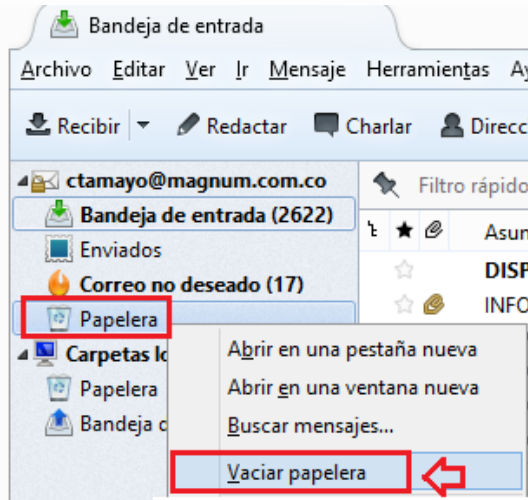 Bandeja de entrada
Archivo Editar Ver Ir Mensaje Herramientas
Recibir Redactar Charlar
ctamayo@magnum.com.co
Filtro rápido
Bandeja de entrada (2622)
Enviados
Correo no deseado (17)
Papelera
Carpetas
Papelera
Bandeja
Abrir en una pestaña nueva
Abrir en una ventana nueva
Buscar mensajes...
Vaciar papelera